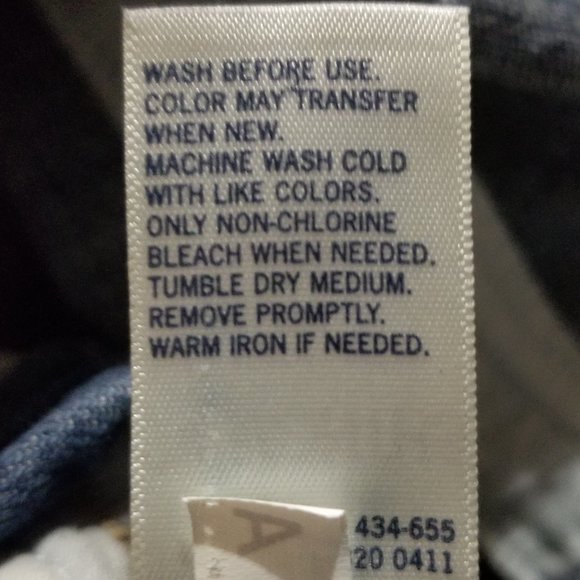 WASH BEFORE USE.
COLOR MAY TRANSFER
WHEN NEW.
MACHINE WASH COLD
WITH LIKE COLORS.
ONLY NON-CHLORINE
BLEACH WHEN NEEDED.
TUMBLE DRY MEDIUM.
REMOVE PROMPTLY.
WARM IRON IF NEEDED.
A
434-655
20 0411